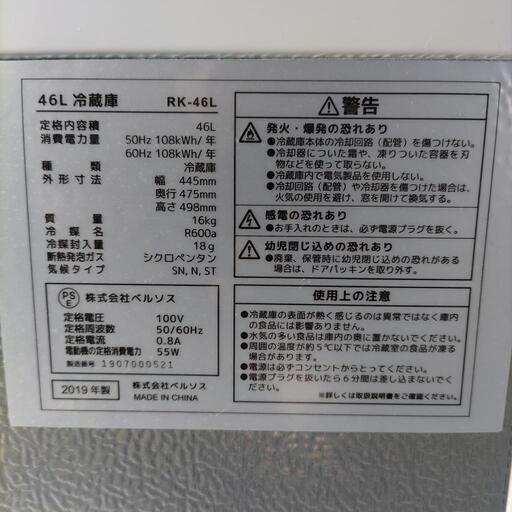 46L 冷蔵庫 RK-46L
定格内容積 46L
消費電力量 50Hz 108kWh/年
60Hz 108kWh/年
種類 冷蔵庫
外形寸法 幅 445mm
奥行 475mm
高さ 498mm
質量 16kg
冷媒名 R600a
冷媒封入量 18g
断熱発泡ガス シクロペンタン
気候タイプ SN, N, ST
PS E 株式会社ベルソス
定格電圧 100V
定格周波数 50/60Hz
定格電流 0.8A
電動機の定格消費電力 55W
製造番号 1907000521
2019年製 株式会社ベルソス
MADE IN CHINA
警告
発火・爆発の恐れあり
●冷蔵庫本体の冷却回路(配管)を傷つけない。
●冷却器についた霜や、凍りついた容器を刃
物などを使って取らない。
●冷蔵庫内で電気製品を使用しない。
●冷却回路(配管)や冷却器を傷つけた場合は、
火気の使用を避け、窓を開けて換気する。
感電の恐れあり
●お手入れのときは、必ず電源プラグを抜く。
幼児閉じ込めの恐れあり
●廃棄、保管時に幼児が閉じ込められる恐れのある
場合には、ドアパッキンを取り外す。
使用上の注意
●冷蔵庫の表面が熱く感じるのは異常ではなく庫内
の食品には影響ありません。
●水気の多い食品は庫内の奥に置かないでください。
●周囲の温度が約5℃以下では冷蔵室の食品が凍る
場合があります。
●電源は必ずコンセントからとってください。
●電源プラグを抜いたら6分間は差し込まないで
ください。
※詳しくは取扱説明書をご確認ください。